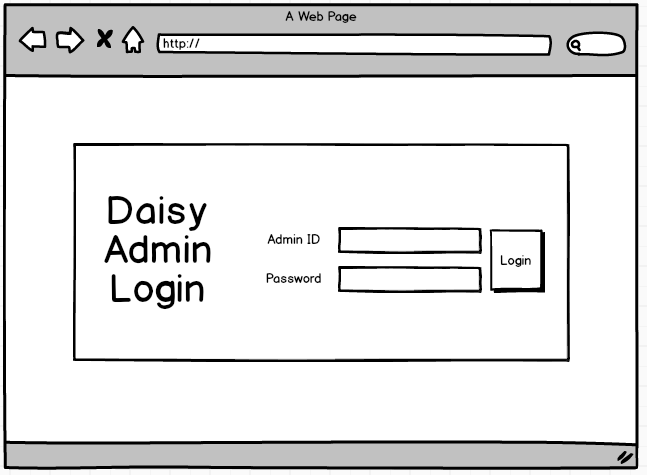 A Web Page
http://
Daisy
Admin
Login
Admin ID
Password
Login